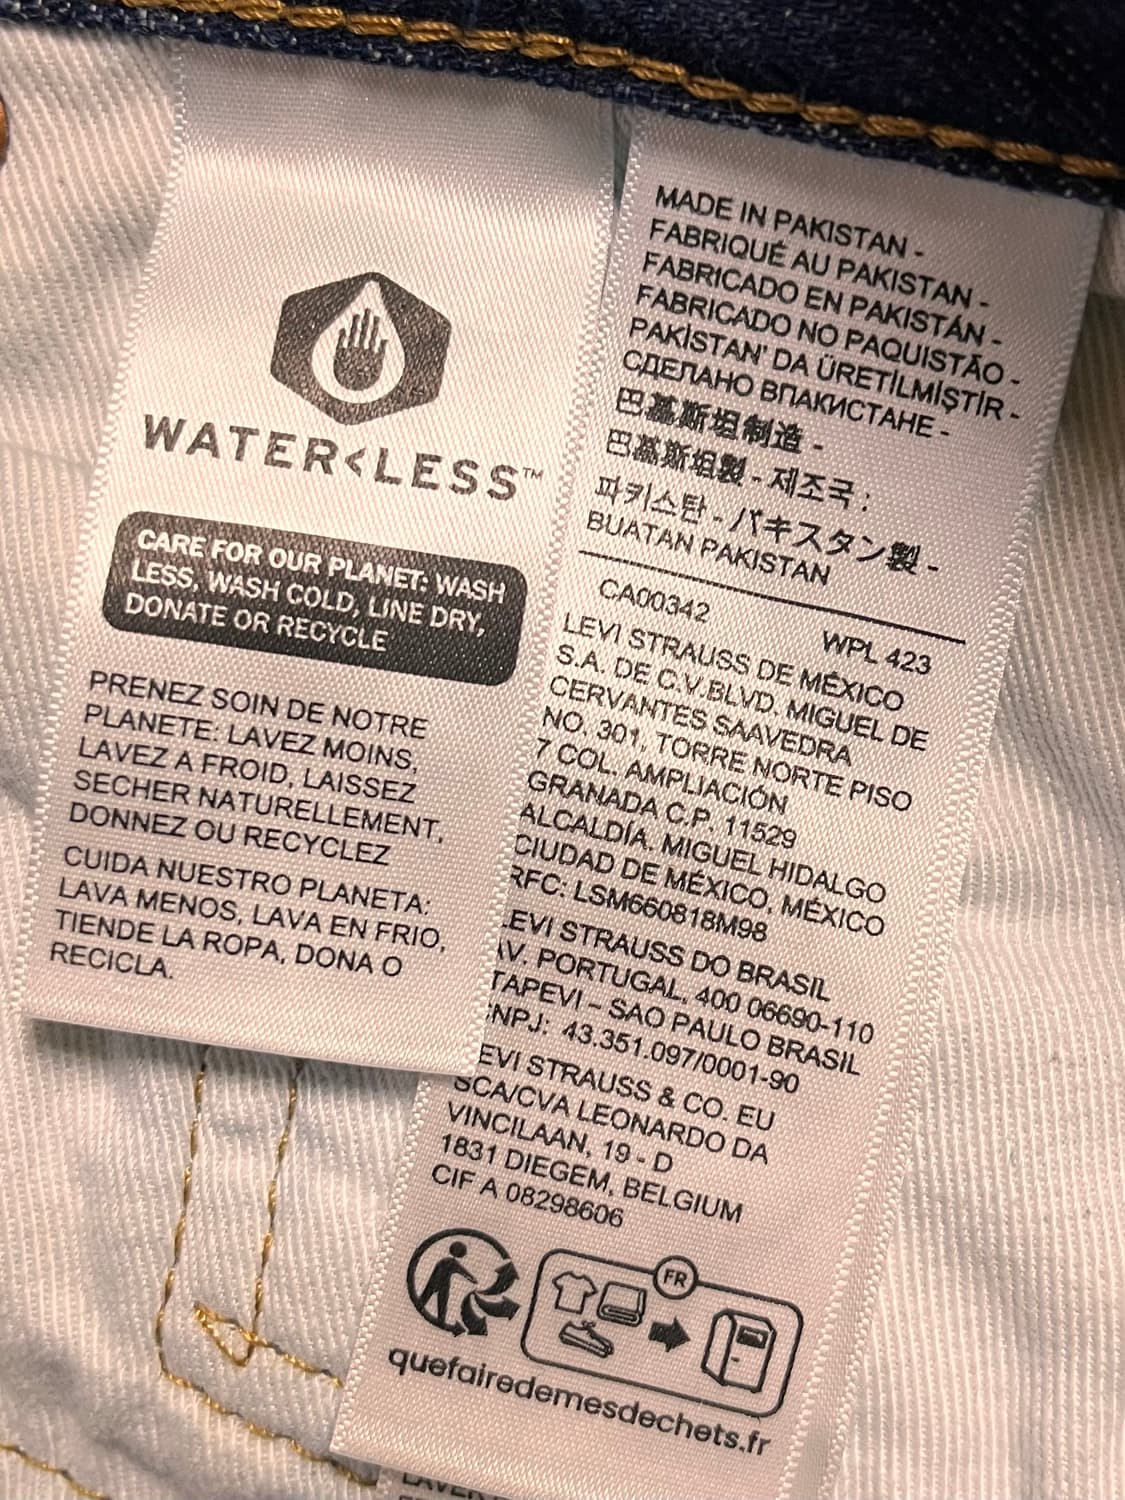 WATER<LESS™
CARE FOR OUR PLANET: WASH
LESS, WASH COLD, LINE DRY,
DONATE OR RECYCLE
PRENEZ SOIN DE NOTRE
PLANETE: LAVEZ MOINS,
LAVEZ A FROID, LAISSEZ
SECHER NATURELLEMENT,
DONNEZ OU RECYCLEZ
CUIDA NUESTRO PLANETA:
LAVA MENOS, LAVA EN FRIO,
TIENDE LA ROPA, DONA O
RECICLA.
MADE IN PAKISTAN -
FABRIQUÉ AU PAKISTAN -
FABRICADO EN PAKISTÁN -
FABRICADO NO PAQUISTÃO -
PAKİSTAN' DA ÜRETİLMİŞTİR -
СДЕЛАНО ВПАКИСТАНЕ -
巴基斯坦制造 -
巴基斯坦製 - 제조국 :
파키스탄 - パキスタン製 -
BUATAN PAKISTAN
CA00342
WPL 423
LEVI STRAUSS DE MÉXICO
S.A. DE C.V.BLVD. MIGUEL DE
CERVANTES SAAVEDRA
NO. 301, TORRE NORTE PISO
7 COL. AMPLIACIÓN
GRANADA C.P. 11529
ALCALDÍA. MIGUEL HIDALGO
CIUDAD DE MÉXICO, MÉXICO
RFC: LSM660818M98
LEVI STRAUSS DO BRASIL
AV. PORTUGAL, 400 06690-110
TAPEVI – SAO PAULO BRASIL
CNPJ: 43.351.097/0001-90
LEVI STRAUSS & CO. EU
SCA/CVA LEONARDO DA
VINCILAAN, 19 - D
1831 DIEGEM, BELGIUM
CIF A 08298606
FR
quefairedemesdechets.fr